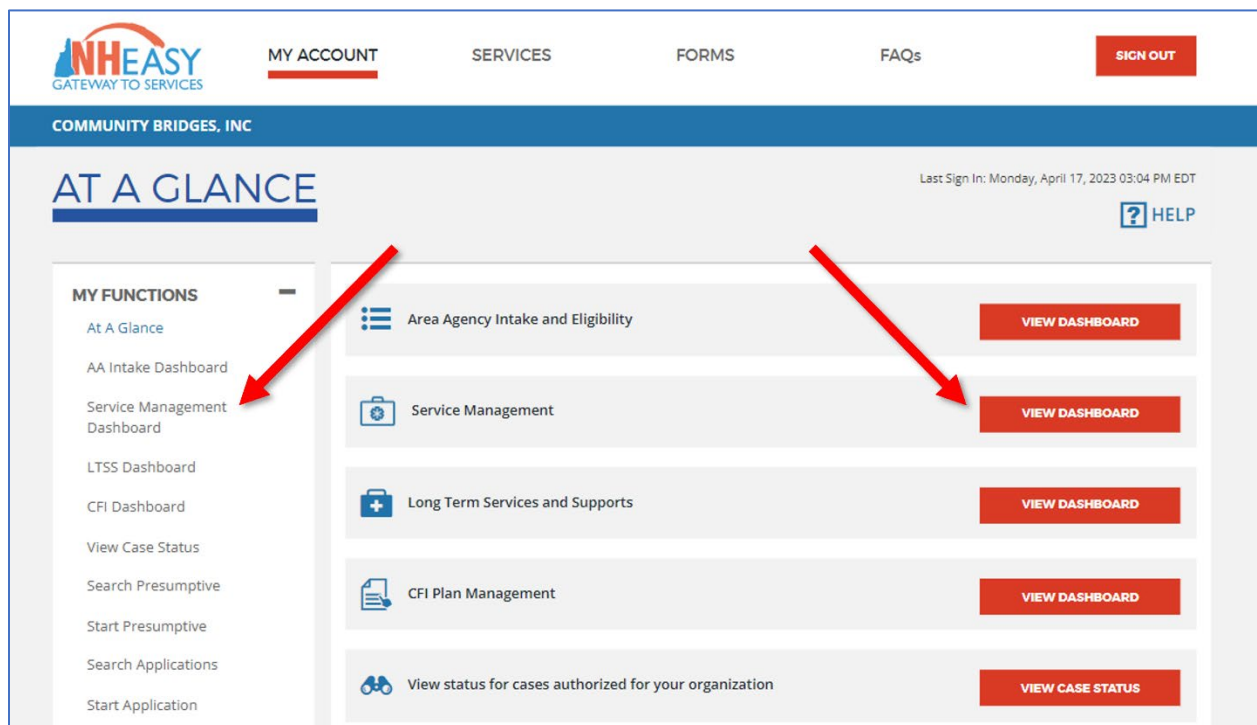 NHEASY
GATEWAY TO SERVICES
MY ACCOUNT
SERVICES
FORMS
FAQs
SIGN OUT
COMMUNITY BRIDGES, INC
AT A GLANCE
Last Sign In: Monday, April 17, 2023 03:04 PM EDT
? HELP
MY FUNCTIONS
At A Glance
AA Intake Dashboard
Service Management
Dashboard
LTSS Dashboard
CFI Dashboard
View Case Status
Search Presumptive
Start Presumptive
Search Applications
Start Application
Area Agency Intake and Eligibility
VIEW DASHBOARD
Service Management
VIEW DASHBOARD
Long Term Services and Supports
VIEW DASHBOARD
CFI Plan Management
VIEW DASHBOARD
View status for cases authorized for your organization
VIEW CASE STATUS